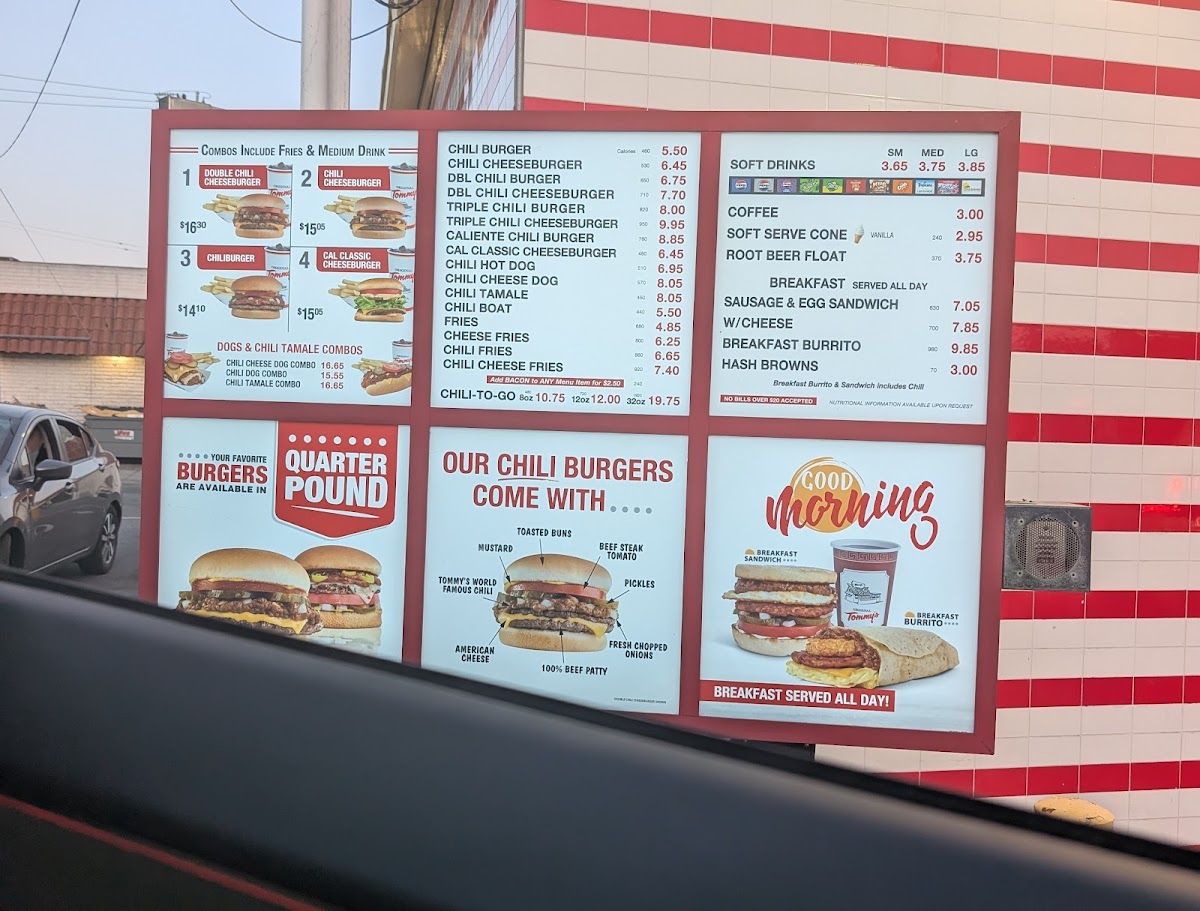 COMBOS INCLUDE FRIES & MEDIUM DRINK
1 DOUBLE CHILI CHEESEBURGER
$16.30
2 CHILI CHEESEBURGER
$15.05
3 CHILIBURGER
$14.10
4 CAL CLASSIC CHEESEBURGER
$15.05
DOGS & CHILI TAMALE COMBOS
CHILI CHEESE DOG COMBO 16.65
CHILI DOG COMBO 15.55
CHILI TAMALE COMBO 16.65
CHILI BURGER Calories 460 5.50
CHILI CHEESEBURGER 6.45
DBL CHILI BURGER 6.75
DBL CHILI CHEESEBURGER 710 7.70
TRIPLE CHILI BURGER 8.00
TRIPLE CHILI CHEESEBURGER 9.95
CALIENTE CHILI BURGER 8.85
CAL CLASSIC CHEESEBURGER 6.45
CHILI HOT DOG 6.95
CHILI CHEESE DOG 8.05
CHILI TAMALE 8.05
CHILI BOAT 5.50
FRIES 4.85
CHEESE FRIES 6.25
CHILI FRIES 6.65
CHILI CHEESE FRIES 7.40
Add BACON to ANY Menu Item for $2.50 240
CHILI-TO-GO 8oz 10.75 12oz 12.00 32oz 19.75
SM MED LG
SOFT DRINKS 3.65 3.75 3.85
COFFEE 3.00
SOFT SERVE CONE VANILLA 240 2.95
ROOT BEER FLOAT 370 3.75
BREAKFAST SERVED ALL DAY
SAUSAGE & EGG SANDWICH 630 7.05
W/CHEESE 700 7.85
BREAKFAST BURRITO 980 9.85
HASH BROWNS 70 3.00
Breakfast Burrito & Sandwich includes Chili
NO BILLS OVER $20 ACCEPTED NUTRITIONAL INFORMATION AVAILABLE UPON REQUEST
YOUR FAVORITE
BURGERS
ARE AVAILABLE IN
QUARTER
POUND
OUR CHILI BURGERS
COME WITH ....
TOASTED BUNS
MUSTARD
BEEF STEAK TOMATO
TOMMY'S WORLD FAMOUS CHILI
PICKLES
AMERICAN CHEESE
FRESH CHOPPED ONIONS
100% BEEF PATTY
GOOD
morning
BREAKFAST
SANDWICH
Tommy's
BREAKFAST
BURRITO
BREAKFAST SERVED ALL DAY!